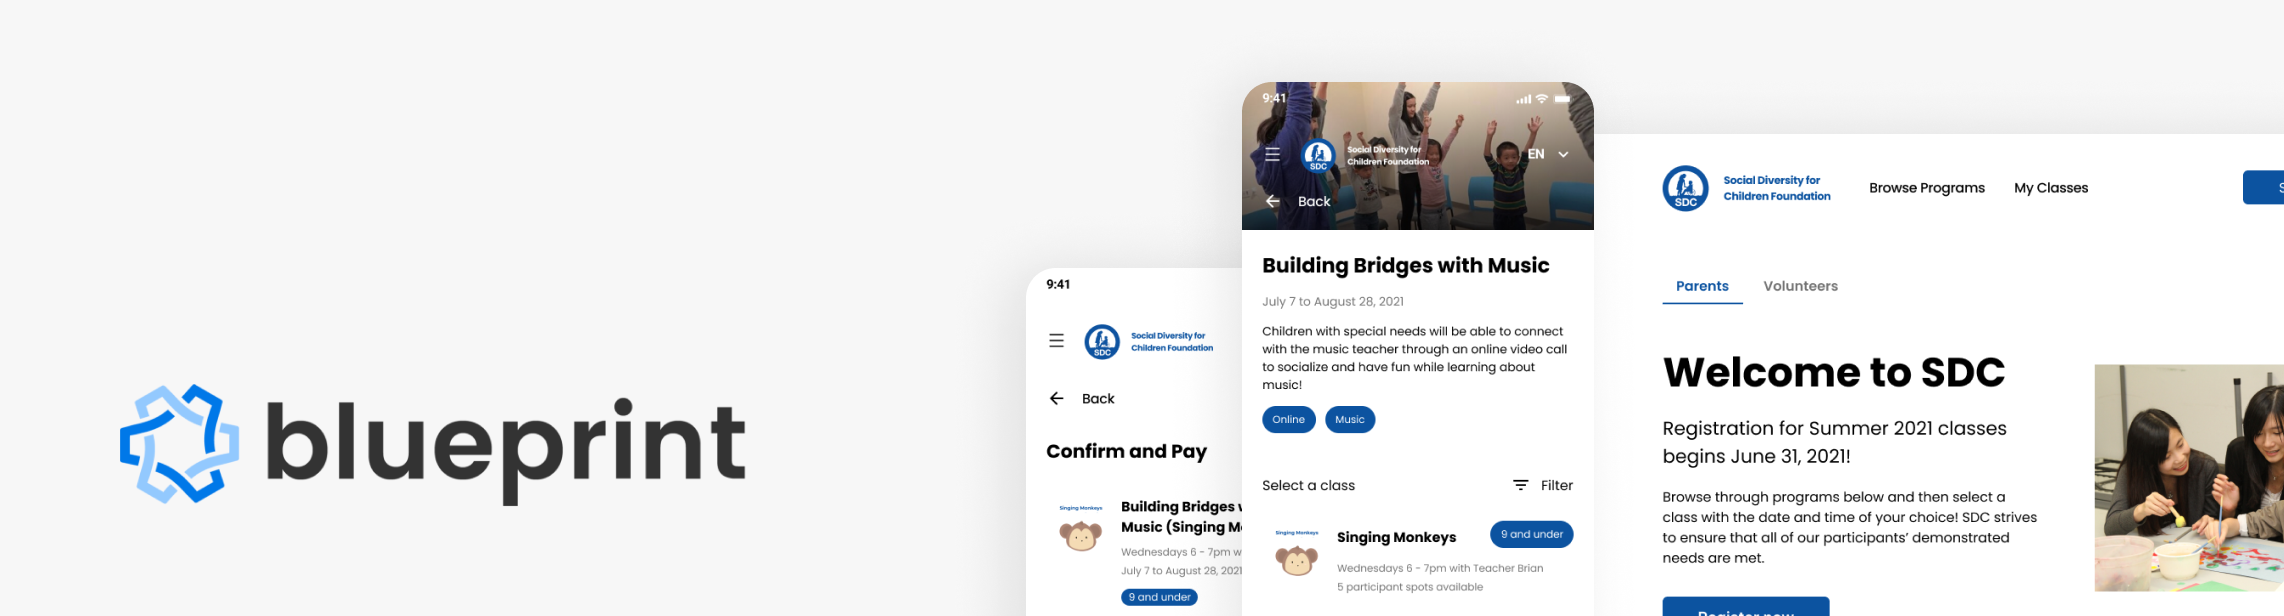 blueprint
9:41
Social Diversity for
Children Foundation
Back
Confirm and Pay
Singing Monkeys
Building Bridges
Music (Singing
Wednesdays 6 - 7pm
July 7 to August 28, 2021
9 and under
9:41
SDC
Social Diversity for
Children Foundation
EN
Back
Building Bridges with Music
July 7 to August 28, 2021
Children with special needs will be able to connect
with the music teacher through an online video call
to socialize and have fun while learning about
music!
Online
Music
Select a class
Filter
Singing Monkeys
Singing Monkeys
9 and under
Wednesdays 6 - 7pm with Teacher Brian
5 participant spots available
SDC
Social Diversity for
Children Foundation
Browse Programs
My Classes
Parents
Volunteers
Welcome to SDC
Registration for Summer 2021 classes
begins June 31, 2021!
Browse through programs below and then select a
class with the date and time of your choice! SDC strives
to ensure that all of our participants’ demonstrated
needs are met.
Register now